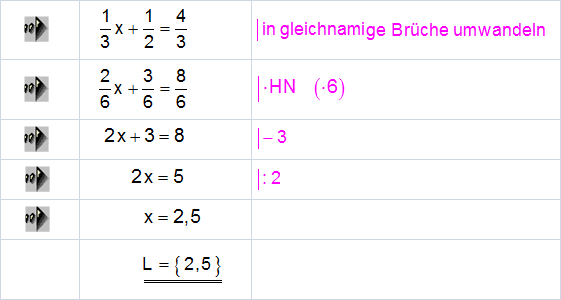 1/3 x + 1/2 = 4/3 | in gleichnamige Brüche umwandeln
2/6 x + 3/6 = 8/6 | ·HN (·6)
2x + 3 = 8 | – 3
2x = 5 | : 2
x = 2,5
L = {2,5}